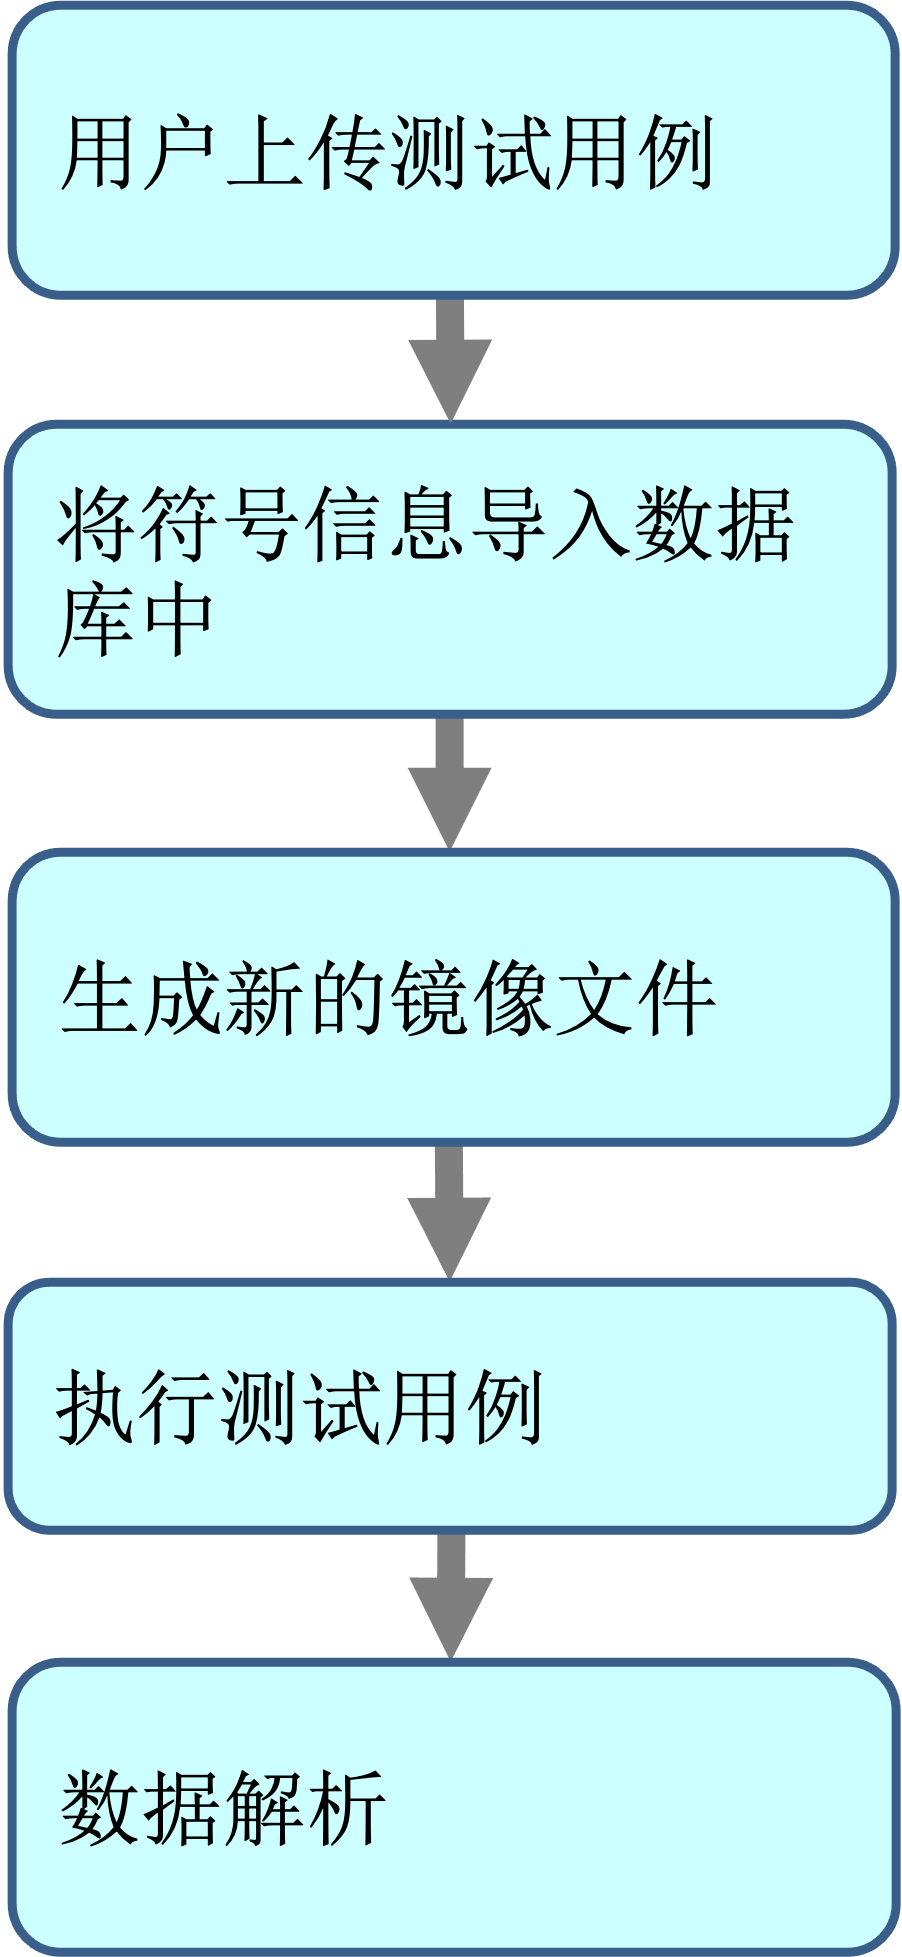 用户上传测试用例
将符号信息导入数据
库中
生成新的镜像文件
执行测试用例
数据解析